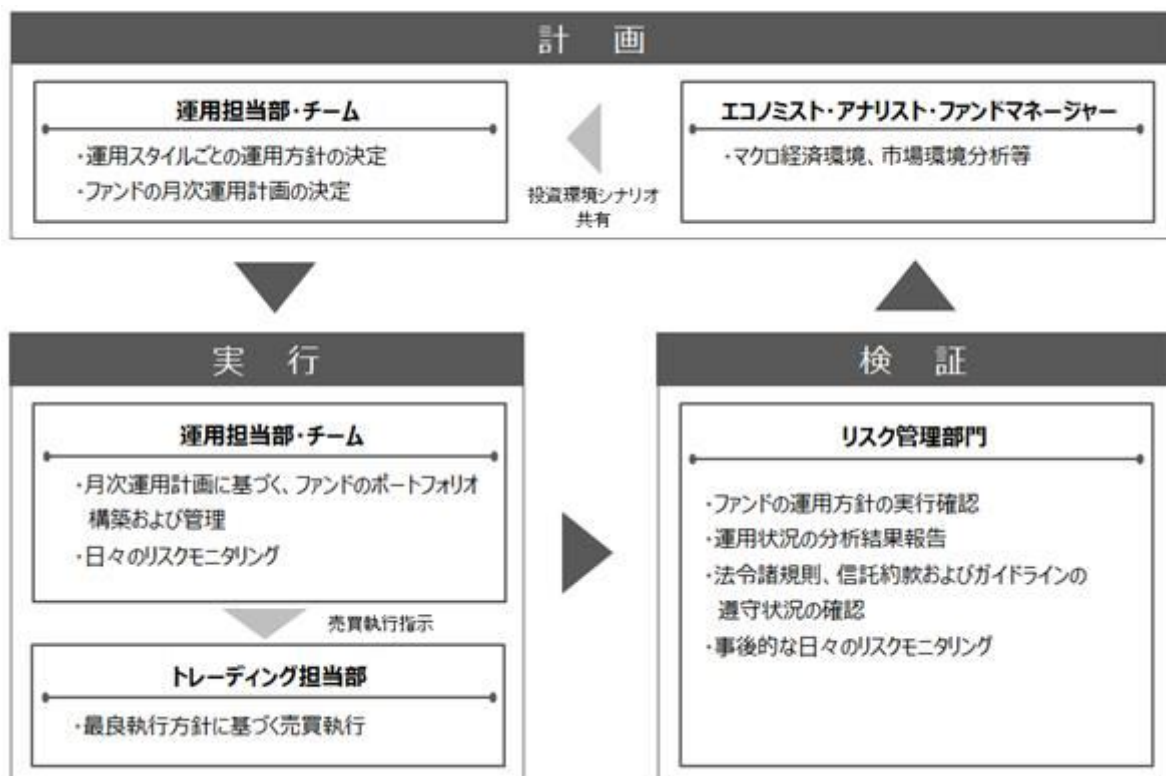 計 画
運用担当部・チーム
・運用スタイルごとの運用方針の決定
・ファンドの月次運用計画の決定
投資環境シナリオ
共有
エコノミスト・アナリスト・ファンドマネージャー
・マクロ経済環境、市場環境分析等
実 行
運用担当部・チーム
・月次運用計画に基づく、ファンドのポートフォリオ
構築および管理
・日々のリスクモニタリング
売買執行指示
トレーディング担当部
・最良執行方針に基づく売買執行
検 証
リスク管理部門
・ファンドの運用方針の実行確認
・運用状況の分析結果報告
・法令諸規則、信託約款およびガイドラインの
遵守状況の確認
・事後的な日々のリスクモニタリング